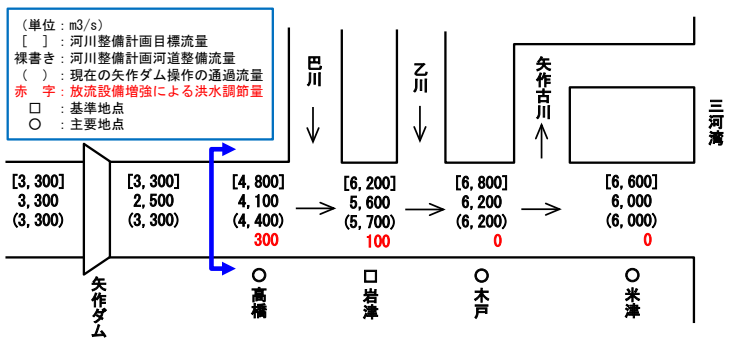 （単位：m3/s）
[　]：河川整備計画目標流量
裸書き：河川整備計画河道整備流量
（　）：現在の矢作ダム操作の通過流量
赤　字：放流設備増強による洪水調節量
□：基準地点
○：主要地点
巴川
乙川
矢作古川
三河湾
[3,300]
3,300
(3,300)
[3,300]
2,500
(3,300)
[4,800]
4,100
(4,400)
300
[6,200]
5,600
(5,700)
100
[6,800]
6,200
(6,200)
0
[6,600]
6,000
(6,000)
0
矢作ダム
○高橋
□岩津
○木戸
○米津